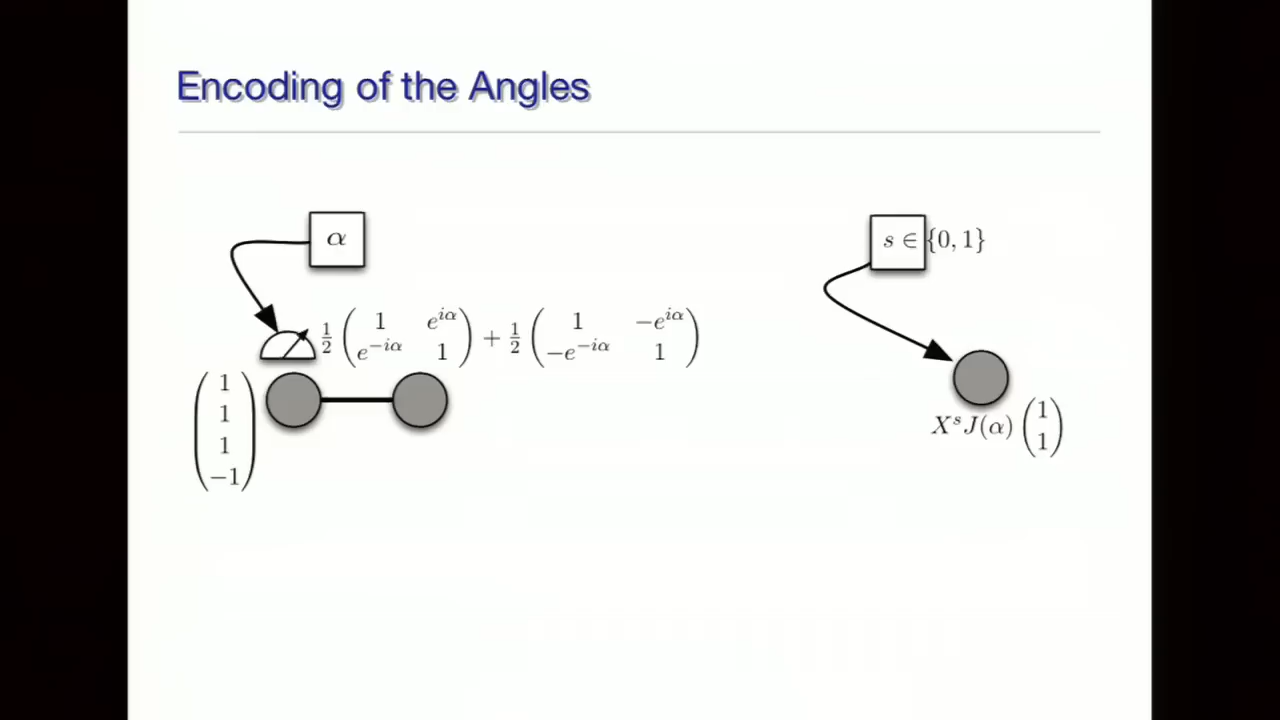 Encoding of the Angles
α
s ∈ {0, 1}
½ ( 1 e^{iα} ; e^{-iα} 1 ) + ½ ( 1 −e^{iα} ; −e^{-iα} 1 )
( 1 ; 1 ; 1 ; −1 )
X^s J(α) ( 1 ; 1 )